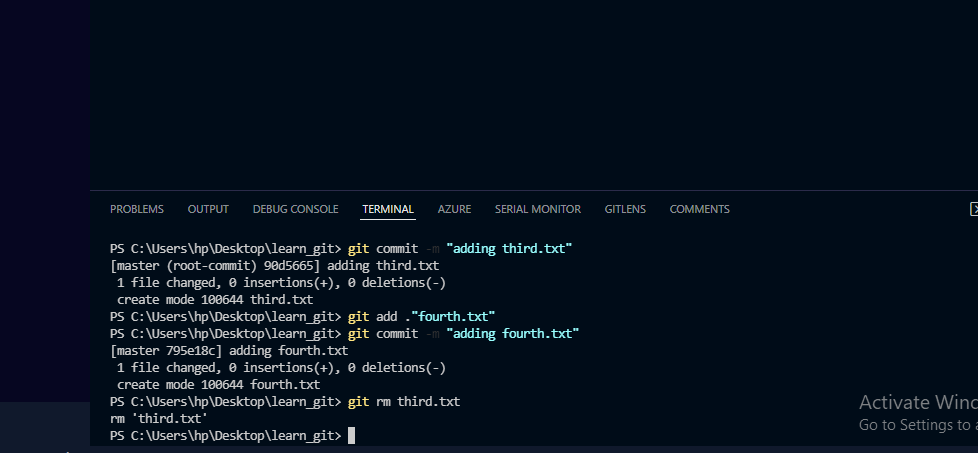 PROBLEMS OUTPUT DEBUG CONSOLE TERMINAL AZURE SERIAL MONITOR GITLENS COMMENTS
PS C:\Users\hp\Desktop\learn_git> git commit -m "adding third.txt"
[master (root-commit) 90d5665] adding third.txt
 1 file changed, 0 insertions(+), 0 deletions(-)
 create mode 100644 third.txt
PS C:\Users\hp\Desktop\learn_git> git add ."fourth.txt"
PS C:\Users\hp\Desktop\learn_git> git commit -m "adding fourth.txt"
[master 795e18c] adding fourth.txt
 1 file changed, 0 insertions(+), 0 deletions(-)
 create mode 100644 fourth.txt
PS C:\Users\hp\Desktop\learn_git> git rm third.txt
rm 'third.txt'
PS C:\Users\hp\Desktop\learn_git>
Activate Winc
Go to Settings to a